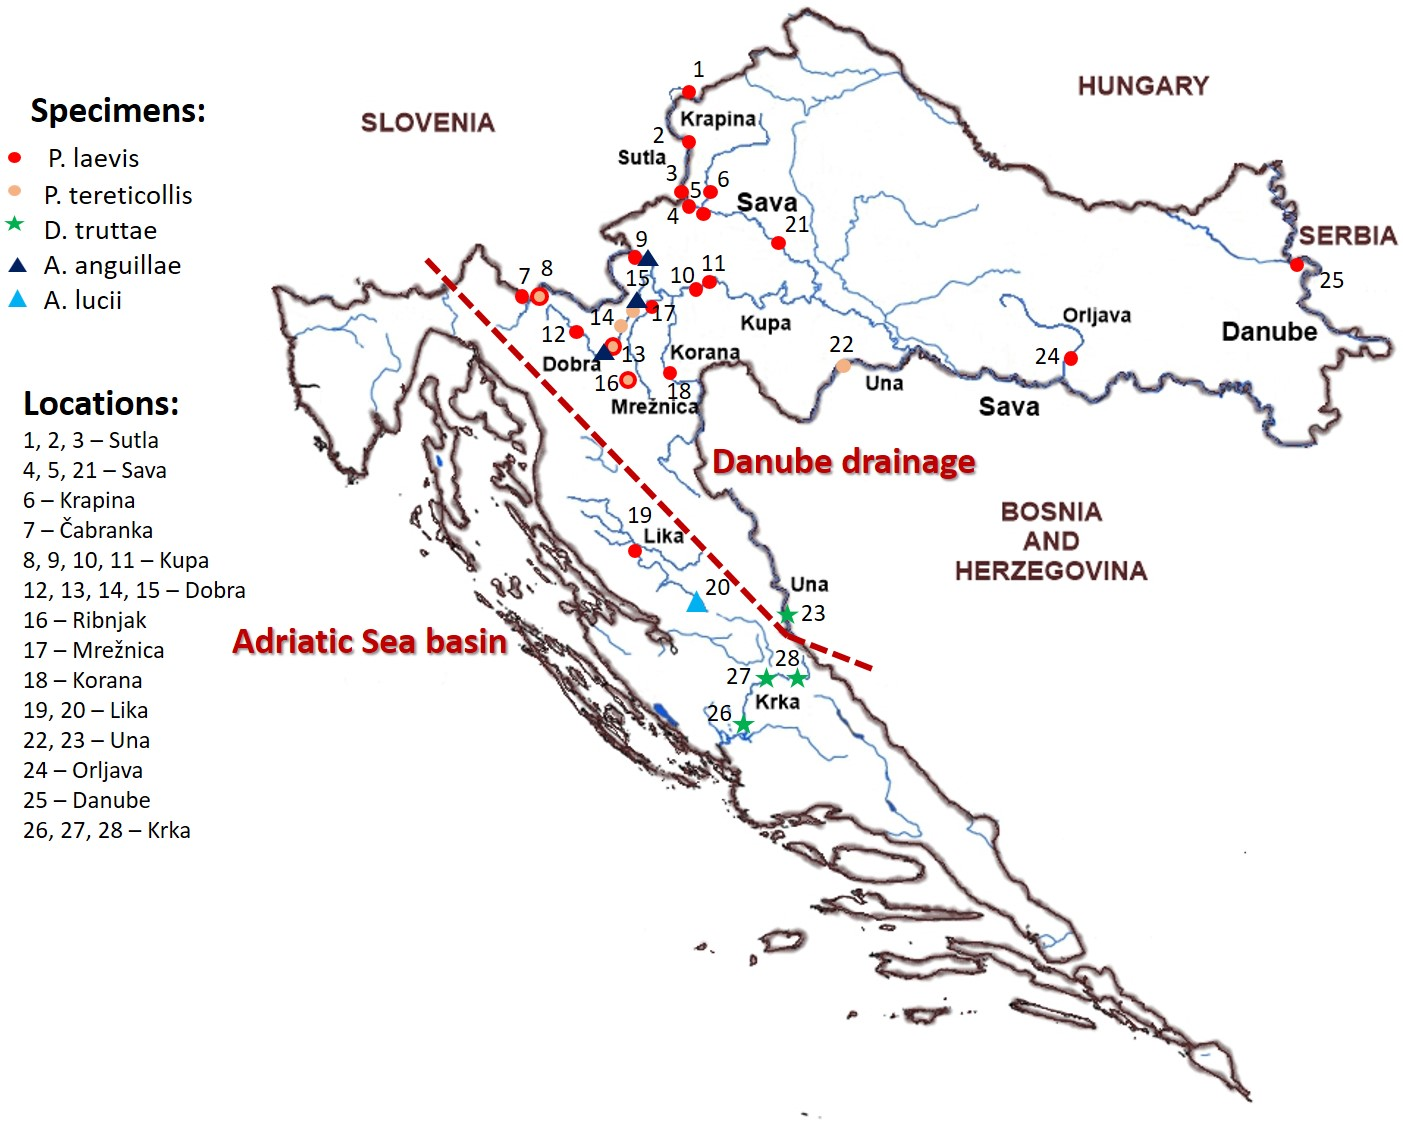 Specimens:
P. laevis
P. tereticollis
D. truttae
A. anguillae
A. lucii
Locations:
1, 2, 3 – Sutla
4, 5, 21 – Sava
6 – Krapina
7 – Čabranka
8, 9, 10, 11 – Kupa
12, 13, 14, 15 – Dobra
16 – Ribnjak
17 – Mrežnica
18 – Korana
19, 20 – Lika
22, 23 – Una
24 – Orljava
25 – Danube
26, 27, 28 – Krka
SLOVENIA
HUNGARY
SERBIA
BOSNIA
AND
HERZEGOVINA
1
Krapina
2
Sutla
3
5
6
4
Sava
21
9
15
10
11
7
8
12
14
17
13
Dobra
16
Mrežnica
Korana
18
Kupa
22
Una
Sava
Orljava
24
Danube
25
Danube drainage
Adriatic Sea basin
19
Lika
20
Una
23
28
27
Krka
26